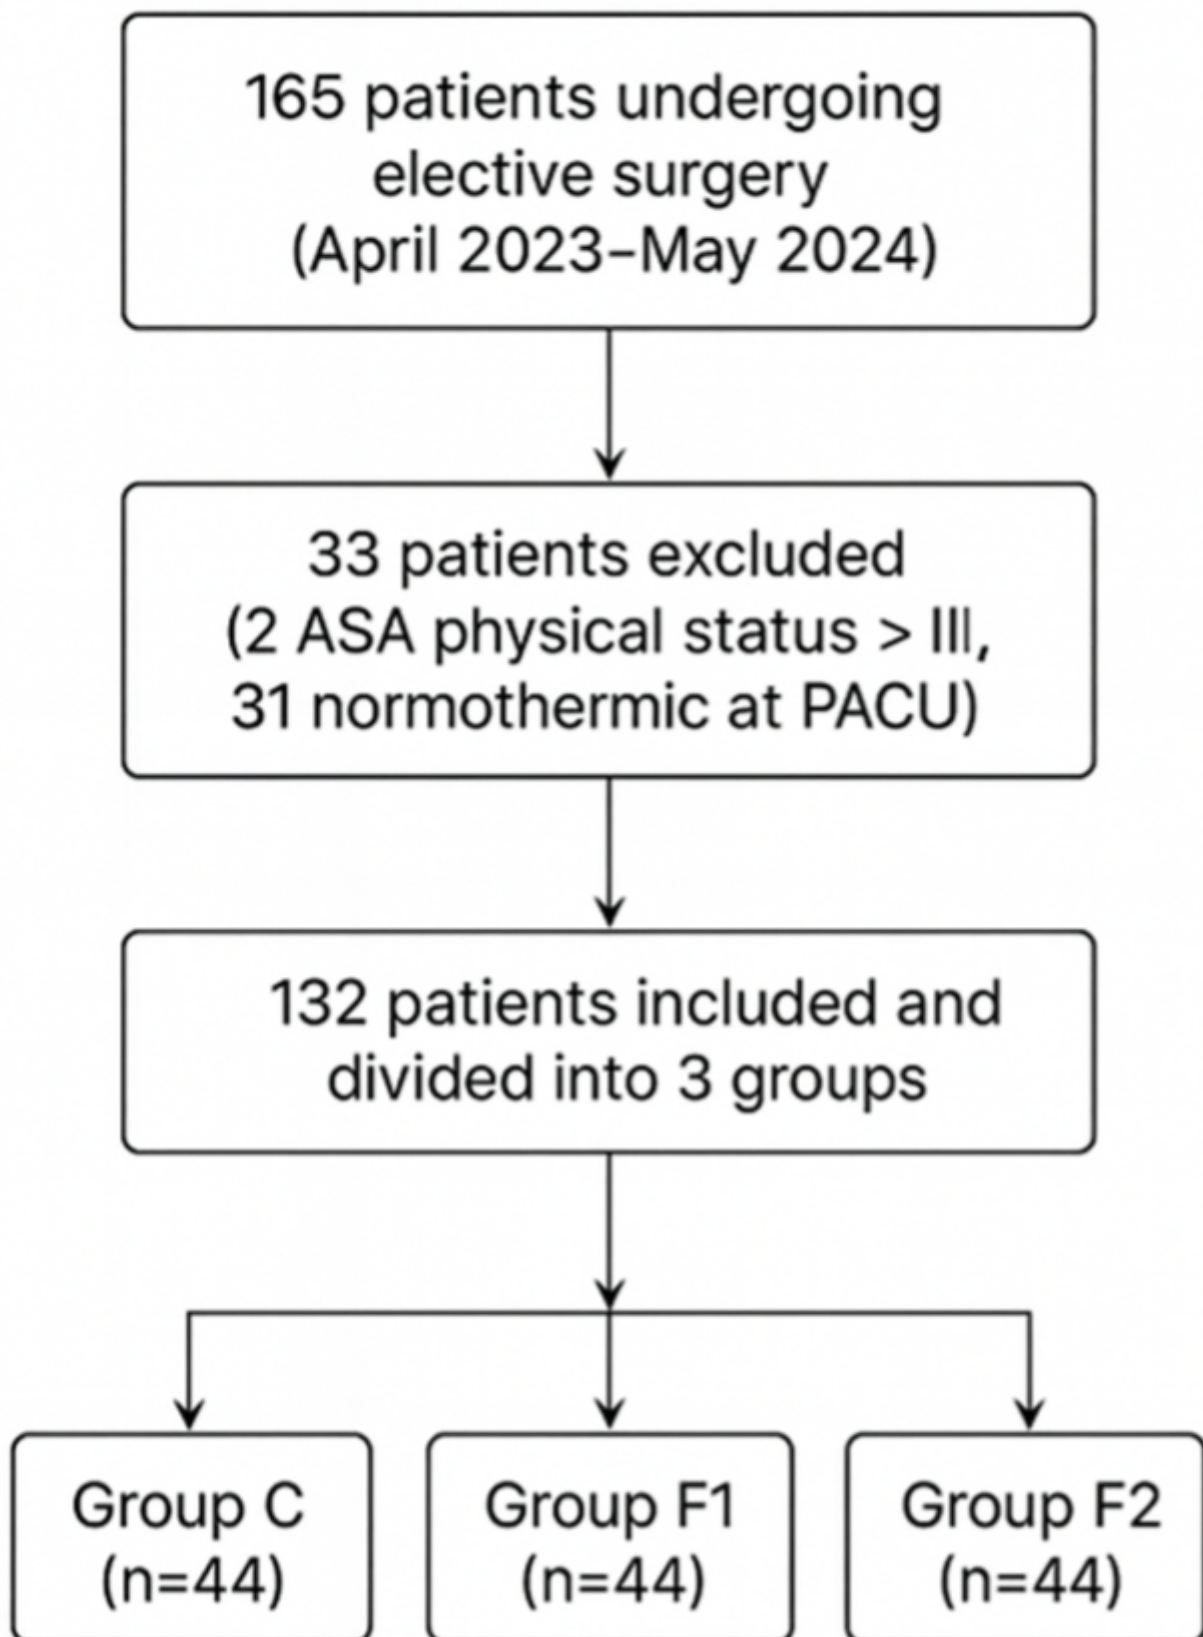 165 patients undergoing
elective surgery
(April 2023–May 2024)
33 patients excluded
(2 ASA physical status > III,
31 normothermic at PACU)
132 patients included and
divided into 3 groups
Group C
(n=44)
Group F1
(n=44)
Group F2
(n=44)